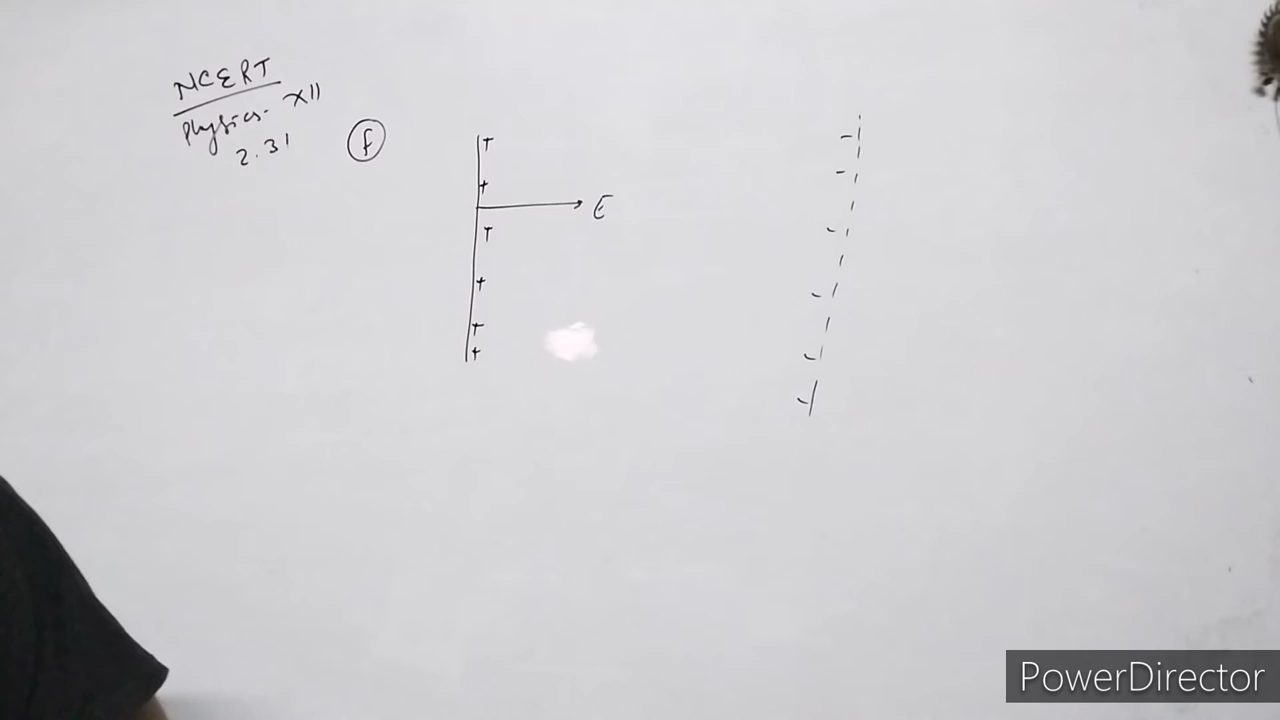 NCERT
Physics- XII
2.31
f
+
+
E
+
+
+
+
-
-
-
-
-
-
PowerDirector